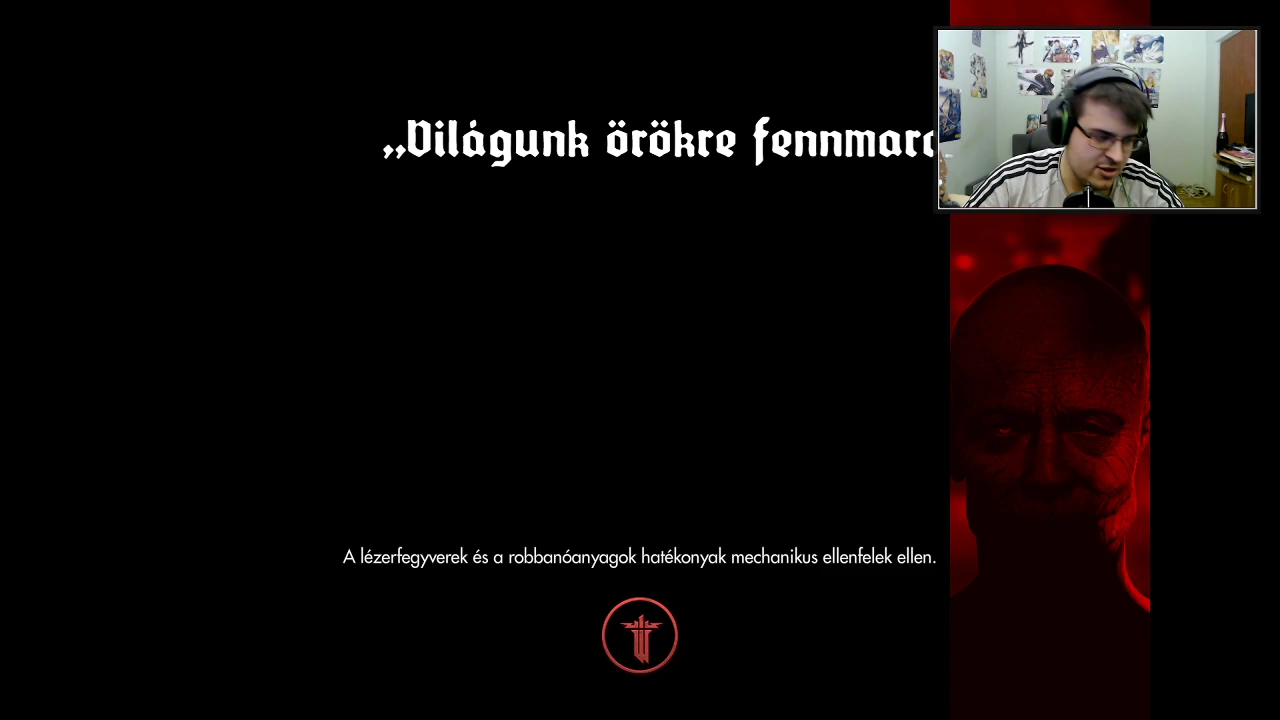 „Világunk örökre fennmara
A lézerfegyverek és a robbanóanyagok hatékonyak mechanikus ellenfelek ellen.